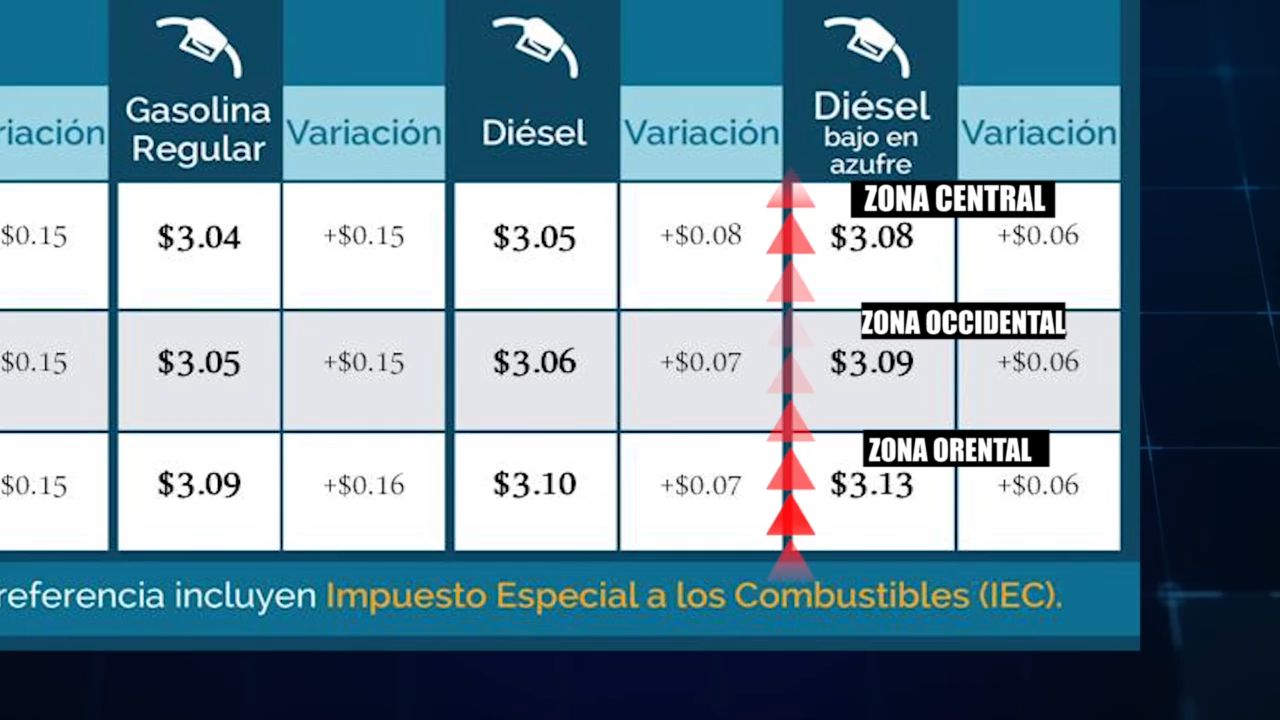 riación
Gasolina
Regular
Variación
Diésel
Variación
Diésel
bajo en
azufre
Variación
ZONA CENTRAL
$0.15 $3.04 +$0.15 $3.05 +$0.08 $3.08 +$0.06
ZONA OCCIDENTAL
$0.15 $3.05 +$0.15 $3.06 +$0.07 $3.09 +$0.06
ZONA ORENTAL
$0.15 $3.09 +$0.16 $3.10 +$0.07 $3.13 +$0.06
referencia incluyen Impuesto Especial a los Combustibles (IEC).